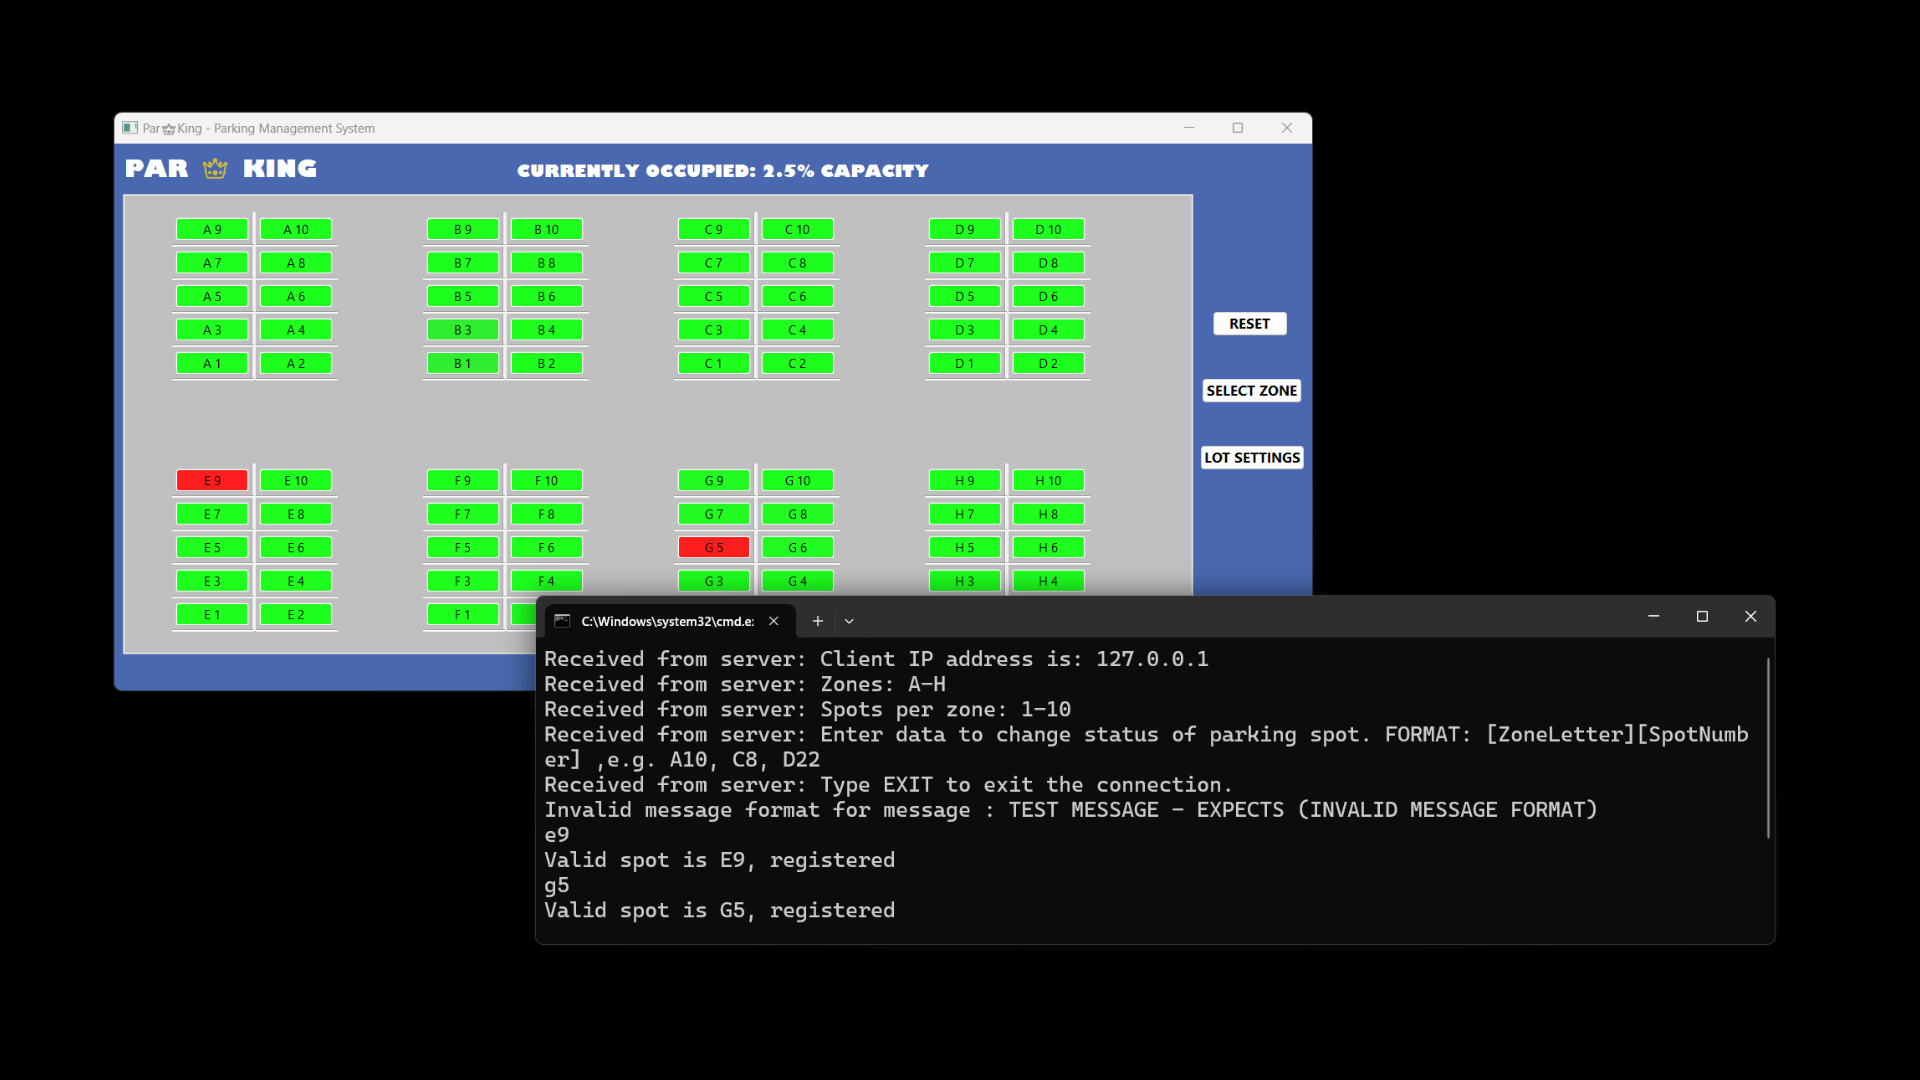 Par King - Parking Management System
PAR KING
CURRENTLY OCCUPIED: 2.5% CAPACITY
A 9 A 10 B 9 B 10 C 9 C 10 D 9 D 10
A 7 A 8 B 7 B 8 C 7 C 8 D 7 D 8
A 5 A 6 B 5 B 6 C 5 C 6 D 5 D 6
A 3 A 4 B 3 B 4 C 3 C 4 D 3 D 4
A 1 A 2 B 1 B 2 C 1 C 2 D 1 D 2
E 9 E 10 F 9 F 10 G 9 G 10 H 9 H 10
E 7 E 8 F 7 F 8 G 7 G 8 H 7 H 8
E 5 E 6 F 5 F 6 G 5 G 6 H 5 H 6
E 3 E 4 F 3 F 4 G 3 G 4 H 3 H 4
E 1 E 2 F 1
RESET
SELECT ZONE
LOT SETTINGS
C:\Windows\system32\cmd.e:
Received from server: Client IP address is: 127.0.0.1
Received from server: Zones: A-H
Received from server: Spots per zone: 1-10
Received from server: Enter data to change status of parking spot. FORMAT: [ZoneLetter][SpotNumb
er] ,e.g. A10, C8, D22
Received from server: Type EXIT to exit the connection.
Invalid message format for message : TEST MESSAGE - EXPECTS (INVALID MESSAGE FORMAT)
e9
Valid spot is E9, registered
g5
Valid spot is G5, registered